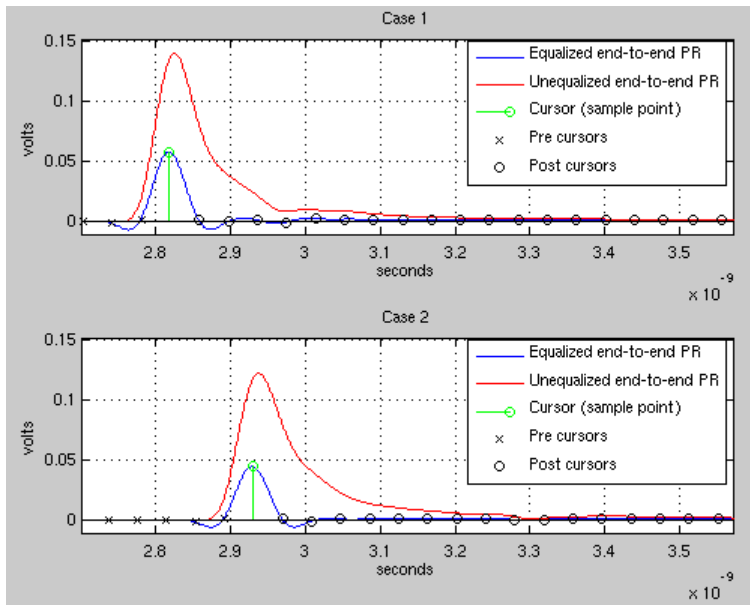 Case 1
0.15
0.1
0.05
0
volts
Equalized end-to-end PR
Unequalized end-to-end PR
Cursor (sample point)
Pre cursors
Post cursors
2.8 2.9 3 3.1 3.2 3.3 3.4 3.5
seconds
x 10^-9
Case 2
0.15
0.1
0.05
0
volts
Equalized end-to-end PR
Unequalized end-to-end PR
Cursor (sample point)
Pre cursors
Post cursors
2.8 2.9 3 3.1 3.2 3.3 3.4 3.5
seconds
x 10^-9